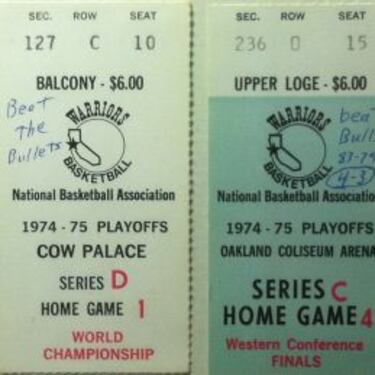 SEC. ROW SEAT
127 C 10
BALCONY - $6.00
Beat
The
Bullets
WARRIORS
BASKETBALL
National Basketball Association
1974-75 PLAYOFFS
COW PALACE
SERIES D
HOME GAME 1
WORLD
CHAMPIONSHIP
SEC. ROW SEAT
236 O 15
UPPER LOGE - $6.00
WARRIORS
BASKETBALL
beat
Bull
83-79
4-3
National Basketball Association
1974-75 PLAYOFFS
OAKLAND COLISEUM ARENA
SERIES C
HOME GAME 4
Western Conference
FINALS